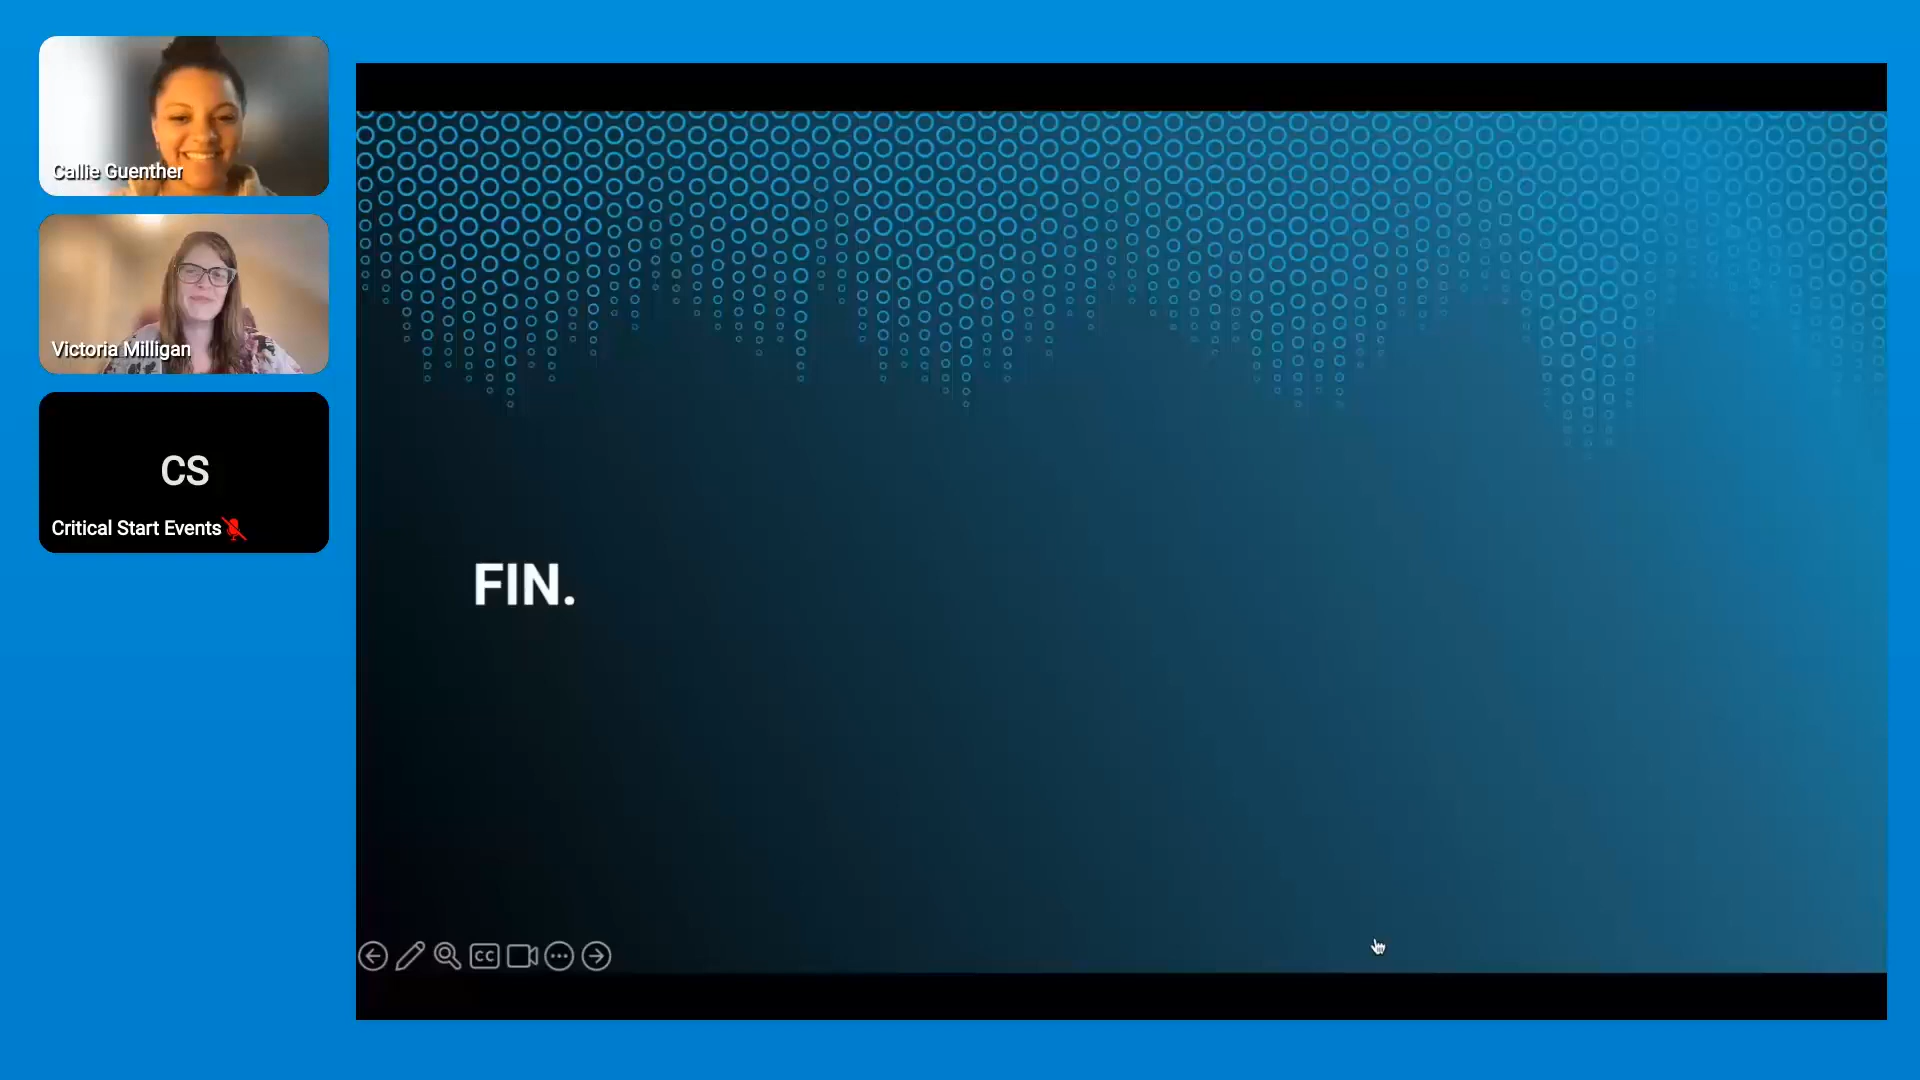 Callie Guenther
Victoria Milligan
CS
Critical Start Events
FIN.
CC